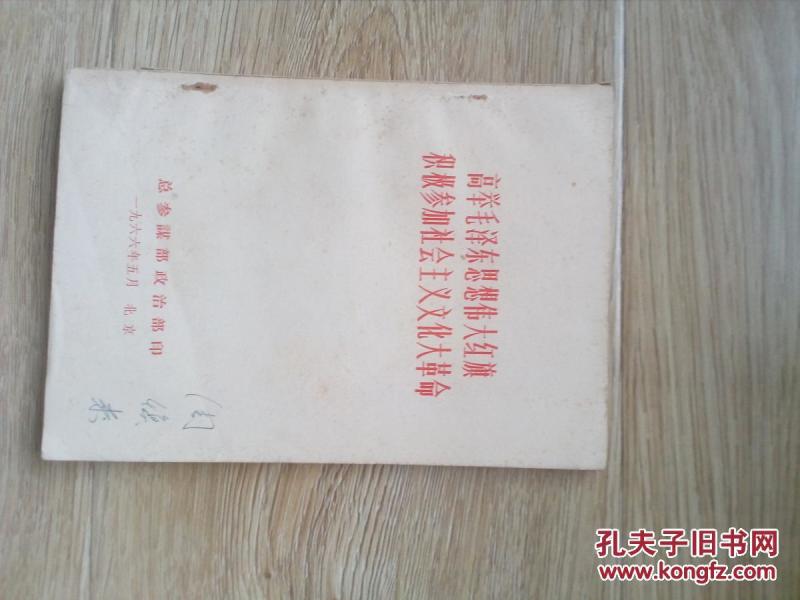 高举毛泽东思想伟大红旗
积极参加社会主义文化大革命
总参谋部政治部印
一九六六年五月 北京
孔夫子旧书网
www.kongfz.com